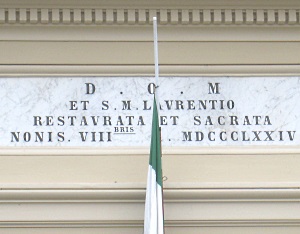 D . O . M
ET S. M. LAVRENTIO
RESTAVRATA ET SACRATA
NONIS. VIII BRIS . MDCCCLXXIV